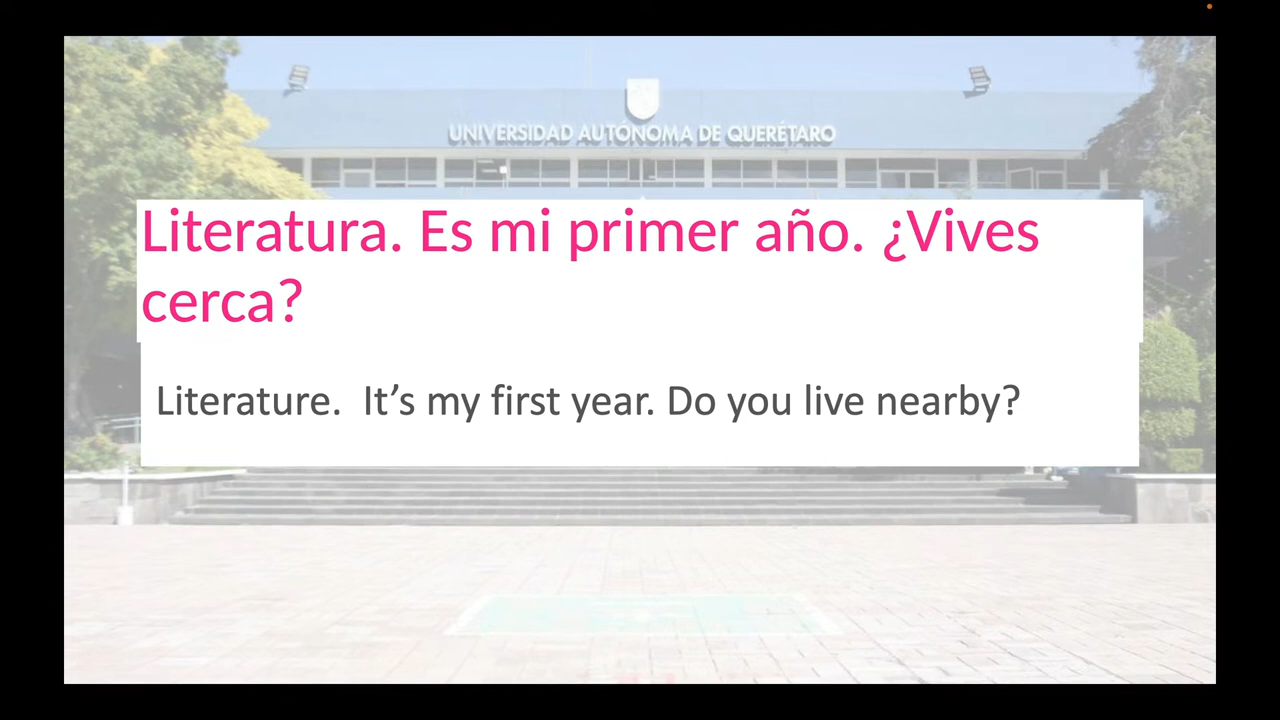 UNIVERSIDAD AUTÓNOMA DE QUERÉTARO
Literatura. Es mi primer año. ¿Vives
cerca?
Literature.  It’s my first year. Do you live nearby?